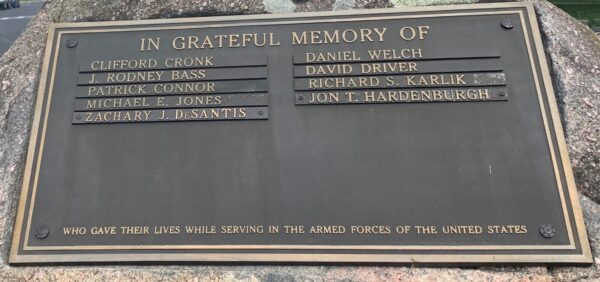 IN GRATEFUL MEMORY OF
CLIFFORD CRONK
J. RODNEY BASS
PATRICK CONNOR
MICHAEL E. JONES
ZACHARY J. DESANTIS
DANIEL WELCH
DAVID DRIVER
RICHARD S. KARLIK
JON T. HARDENBURGH
WHO GAVE THEIR LIVES WHILE SERVING IN THE ARMED FORCES OF THE UNITED STATES